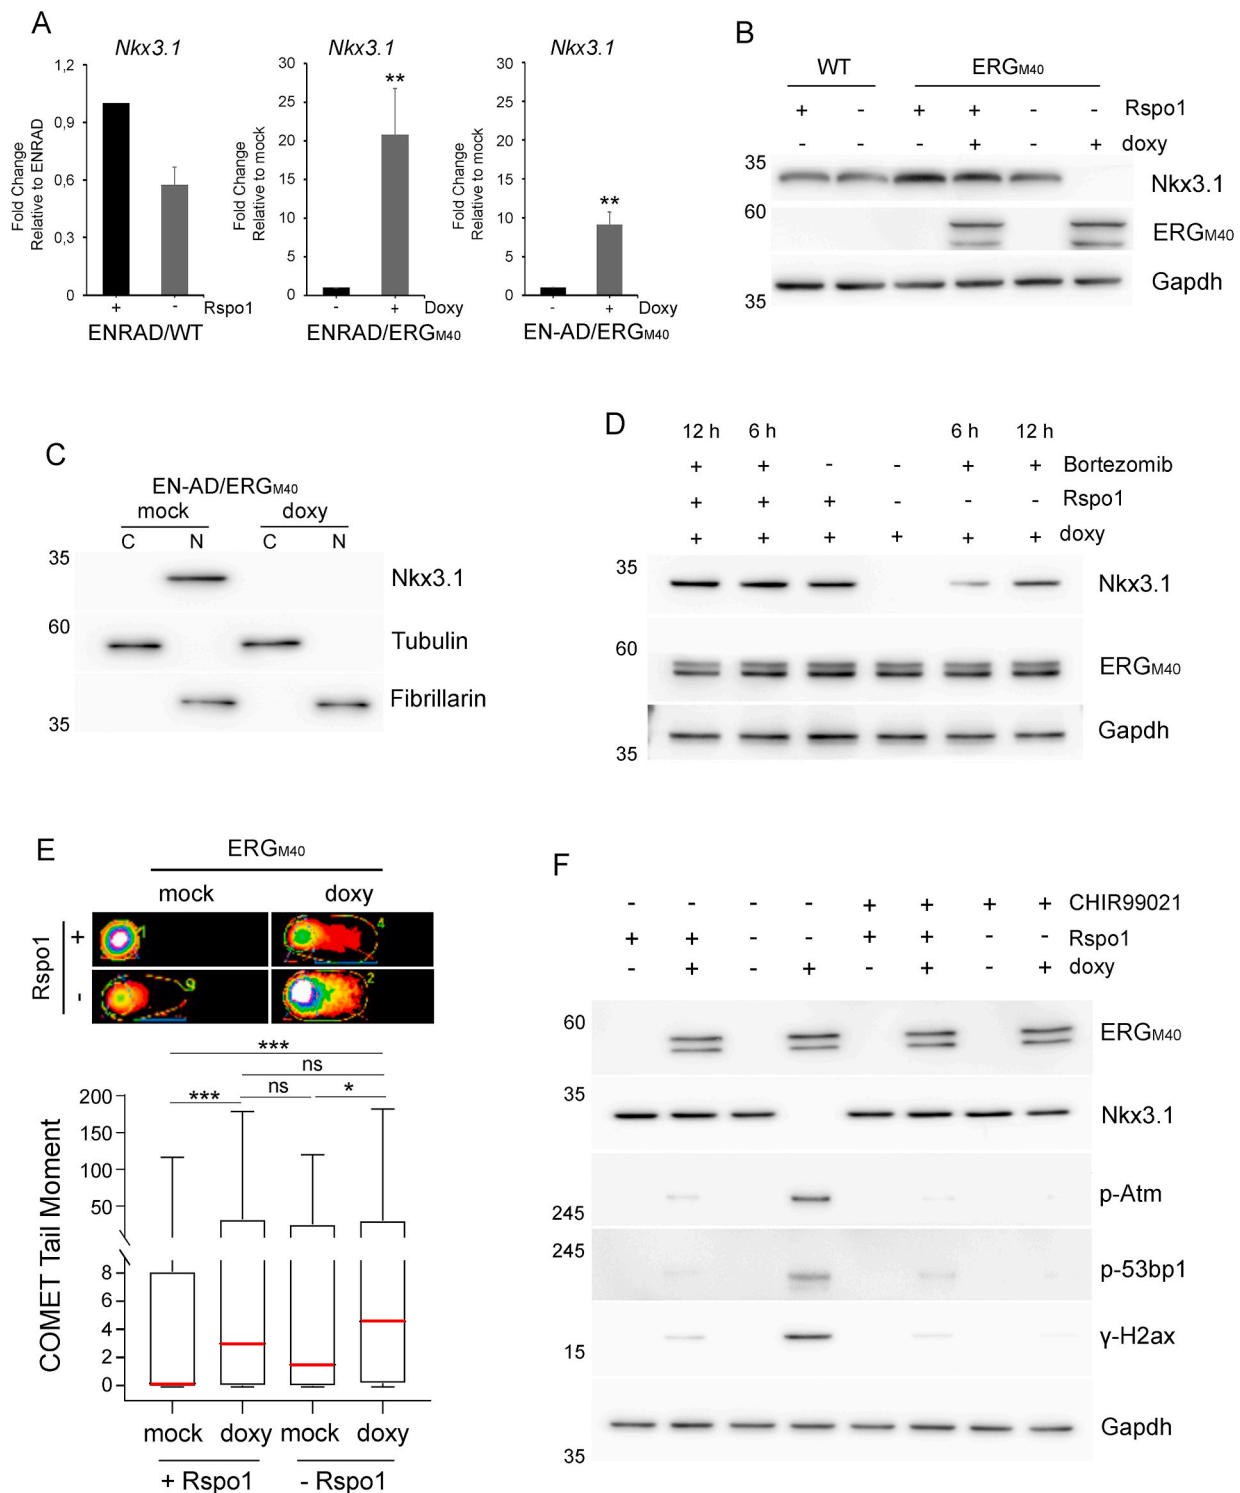 A
Nkx3.1
Nkx3.1
Nkx3.1
Fold Change
Relative to ENRAD
1,2
0,9
0,6
0,3
0
+ - Rspo1
ENRAD/WT
Fold Change
Relative to mock
30
25
20
15
10
5
0
**
- + Doxy
ENRAD/ERGM40
Fold Change
Relative to mock
30
25
20
15
10
5
0
**
- + Doxy
EN-AD/ERGM40
B
WT ERGM40
+ - + + - - Rspo1
- - - + - + doxy
35 Nkx3.1
60 ERGM40
Gapdh
35
C
EN-AD/ERGM40
mock doxy
C N C N
35 Nkx3.1
60 Tubulin
Fibrillarin
35
D
12 h 6 h 6 h 12 h
+ + - - + + Bortezomib
+ + + - - - Rspo1
+ + + + + + doxy
35 Nkx3.1
60 ERGM40
Gapdh
35
E
ERGM40
mock doxy
Rspo1
+
-
1
4
9
2
***
ns
*** ns *
COMET Tail Moment
200
150
100
50
8
6
4
2
0
mock doxy mock doxy
+ Rspo1 - Rspo1
F
- - - - + + + + CHIR99021
+ + - - + + - - Rspo1
- + - + - + - + doxy
60 ERGM40
35 Nkx3.1
p-Atm
245
245 p-53bp1
γ-H2ax
15
Gapdh
35